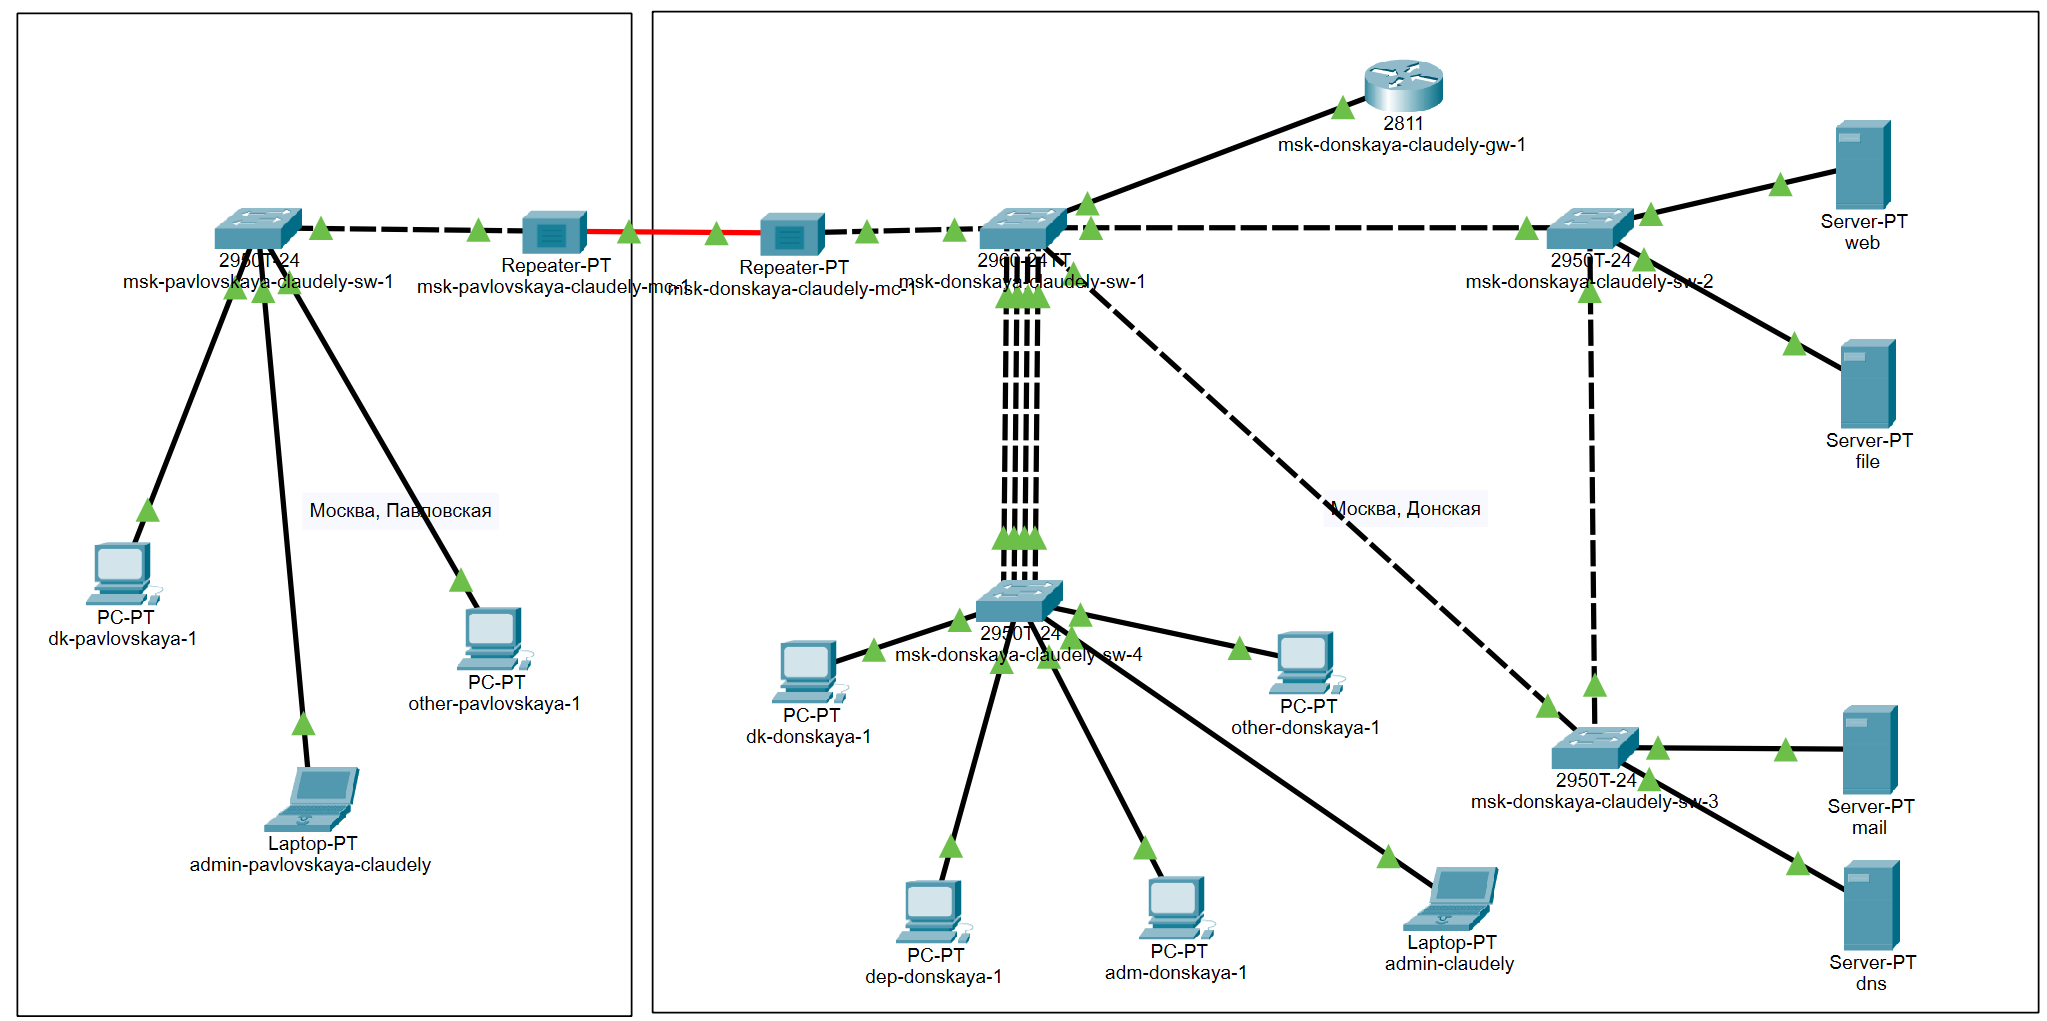 2950T-24
msk-pavlovskaya-claudely-sw-1
Repeater-PT
msk-pavlovskaya-claudely-mc-1
Москва, Павловская
PC-PT
dk-pavlovskaya-1
PC-PT
other-pavlovskaya-1
Laptop-PT
admin-pavlovskaya-claudely
2811
msk-donskaya-claudely-gw-1
Repeater-PT
msk-donskaya-claudely-mc-1
2960-24TT
msk-donskaya-claudely-sw-1
2950T-24
msk-donskaya-claudely-sw-2
Server-PT
web
Server-PT
file
Москва, Донская
2950T-24
msk-donskaya-claudely-sw-4
PC-PT
dk-donskaya-1
PC-PT
other-donskaya-1
2950T-24
msk-donskaya-claudely-sw-3
Server-PT
mail
PC-PT
dep-donskaya-1
PC-PT
adm-donskaya-1
Laptop-PT
admin-claudely
Server-PT
dns